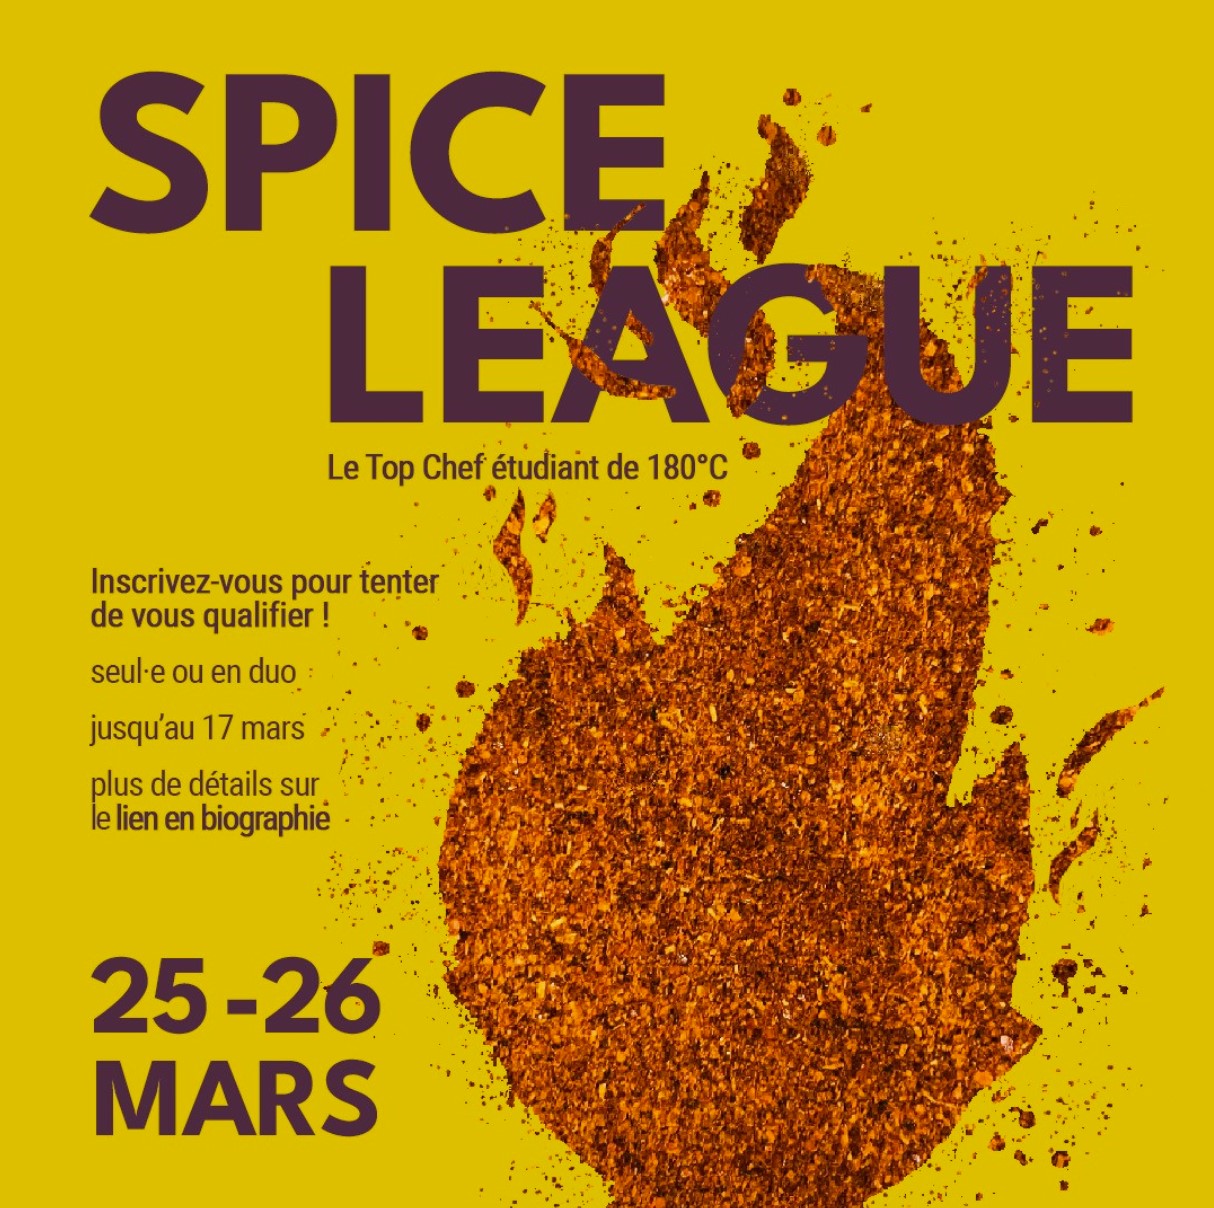 SPICE
LEAGUE
Le Top Chef étudiant de 180°C
Inscrivez-vous pour tenter
de vous qualifier !
seul·e ou en duo
jusqu’au 17 mars
plus de détails sur
le lien en biographie
25-26
MARS